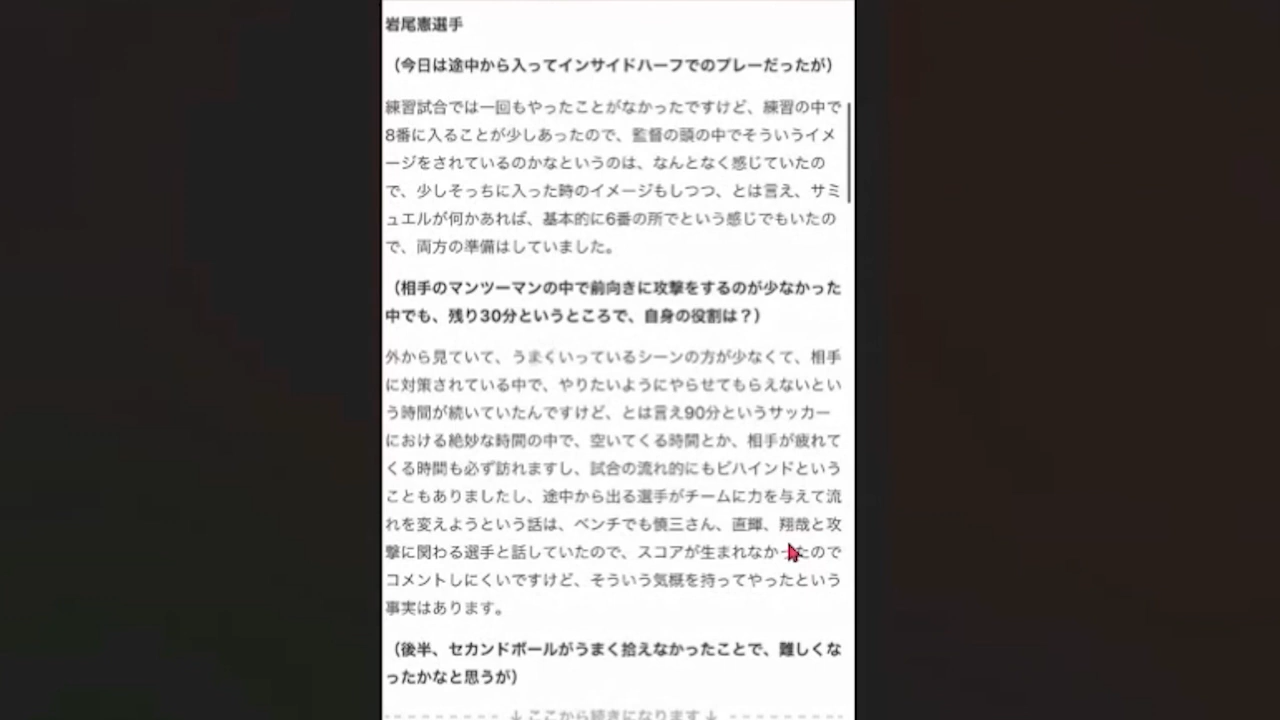 岩尾憲選手
（今日は途中から入ってインサイドハーフでのプレーだったが）
練習試合では一回もやったことがなかったですけど、練習の中で
8番に入ることが少しあったので、監督の頭の中でそういうイメ
ージをされているのかなというのは、なんとなく感じていたの
で、少しそっちに入った時のイメージもしつつ、とは言え、サミ
ュエルが何かあれば、基本的に6番の所でという感じでもいたの
で、両方の準備はしていました。
（相手のマンツーマンの中で前向きに攻撃をするのが少なかった
中でも、残り30分というところで、自身の役割は？）
外から見ていて、うまくいっているシーンの方が少なくて、相手
に対策されている中で、やりたいようにやらせてもらえないとい
う時間が続いていたんですけど、とは言え90分というサッカー
における絶妙な時間の中で、空いてくる時間とか、相手が疲れて
くる時間も必ず訪れますし、試合の流れ的にもビハインドという
こともありましたし、途中から出る選手がチームに力を与えて流
れを変えようという話は、ベンチでも慎三さん、直輝、翔哉と攻
撃に関わる選手と話していたので、スコアが生まれなかったので
コメントしにくいですけど、そういう気概を持ってやったという
事実はあります。
（後半、セカンドボールがうまく拾えなかったことで、難しくな
ったかなと思うが）
↓ ここから続きになります ↓